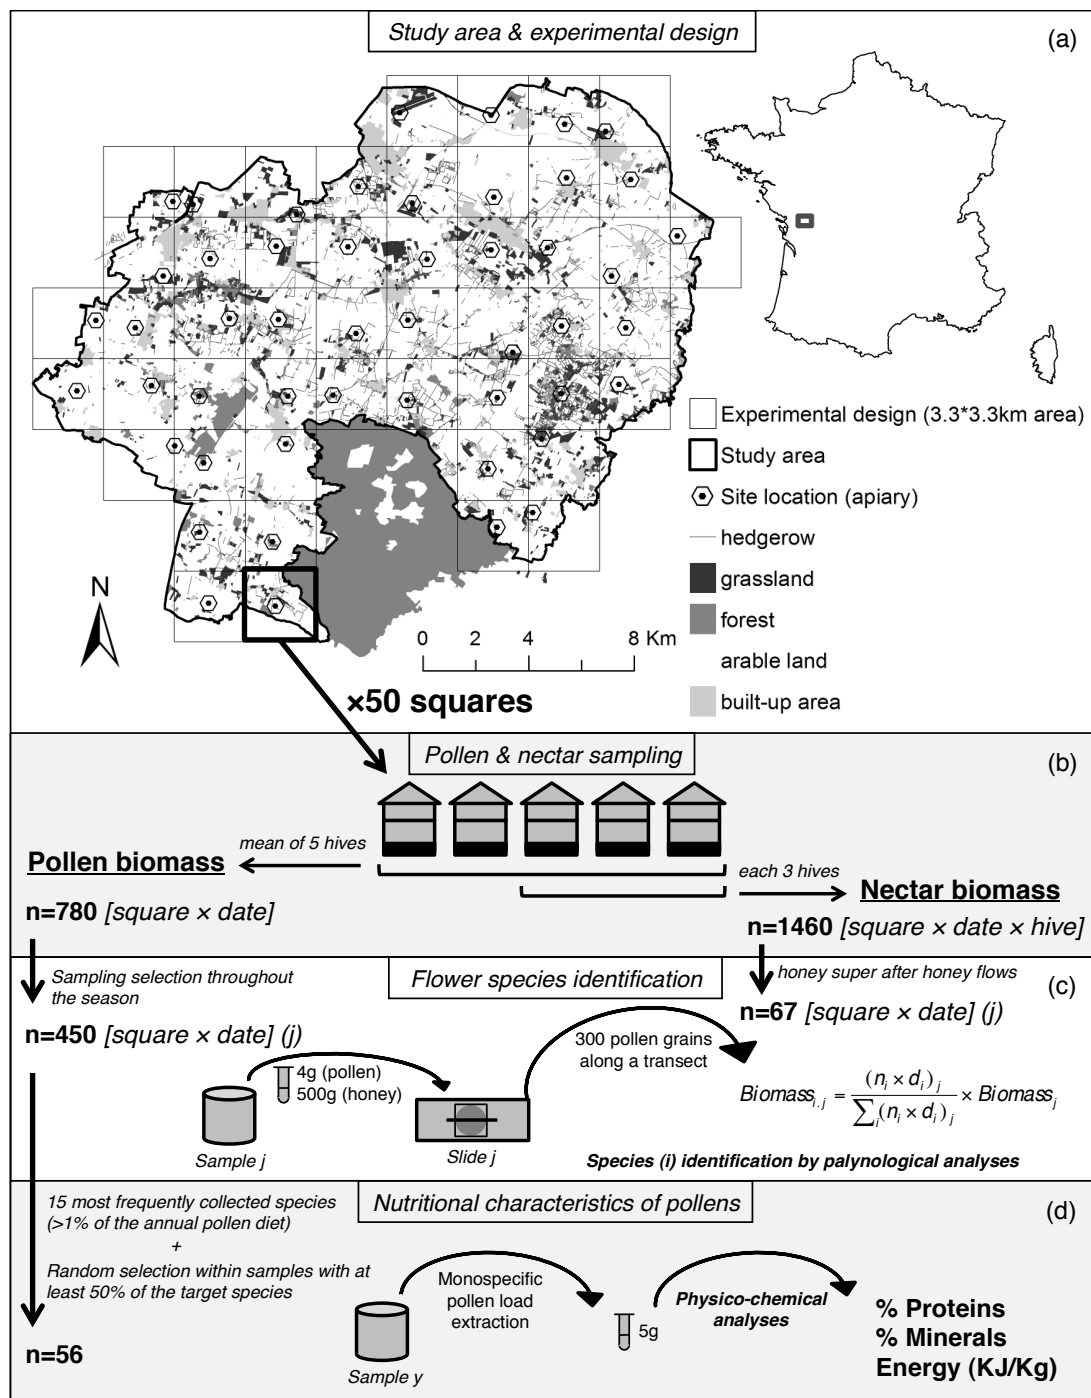 Study area & experimental design
(a)
Experimental design (3.3*3.3km area)
Study area
Site location (apiary)
hedgerow
grassland
forest
arable land
built-up area
N
0 2 4 8 Km
×50 squares
Pollen & nectar sampling
(b)
mean of 5 hives
Pollen biomass
n=780 [square × date]
each 3 hives
Nectar biomass
n=1460 [square × date × hive]
Flower species identification
(c)
Sampling selection throughout
the season
n=450 [square × date] (j)
honey super after honey flows
n=67 [square × date] (j)
4g (pollen)
500g (honey)
300 pollen grains
along a transect
Sample j
Slide j
Biomass_{i.j} = \frac{(n_i × d_i)_j}{∑_i (n_i × d_i)_j} × Biomass_j
Species (i) identification by palynological analyses
Nutritional characteristics of pollens
(d)
15 most frequently collected species
(>1% of the annual pollen diet)
+
Random selection within samples with at
least 50% of the target species
n=56
Monospecific
pollen load
extraction
Sample y
5g
Physico-chemical
analyses
% Proteins
% Minerals
Energy (KJ/Kg)